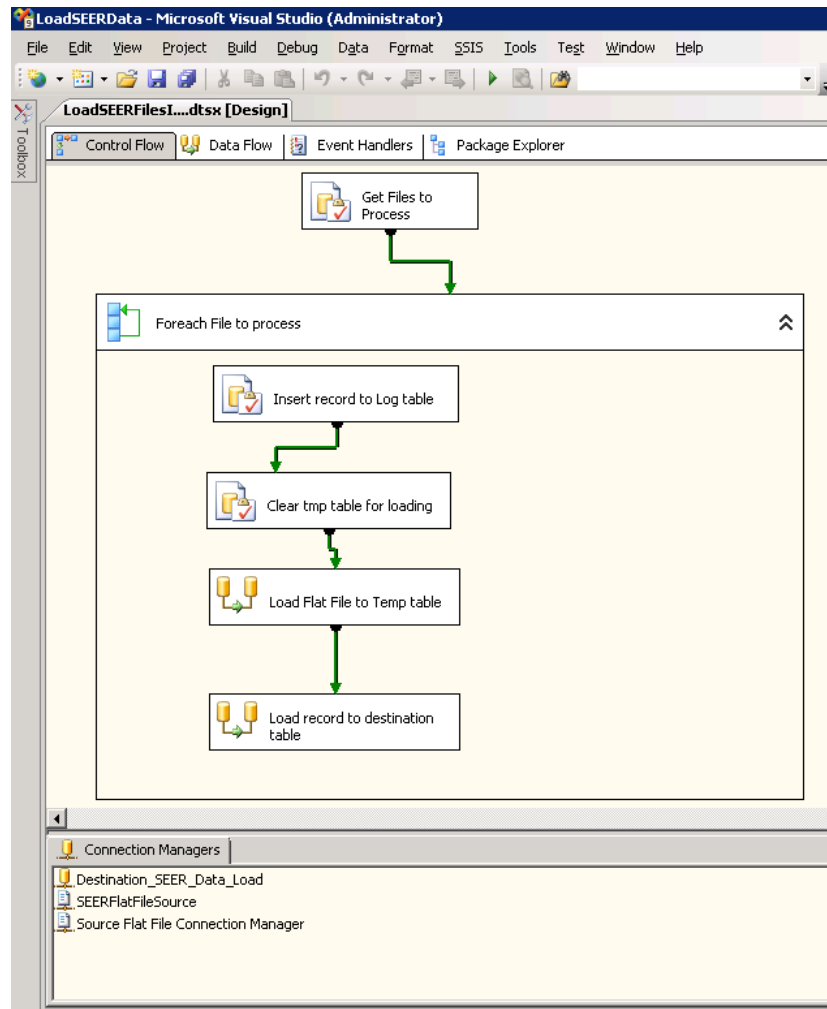 LoadSEERData - Microsoft Visual Studio (Administrator)
File Edit View Project Build Debug Data Format SSIS Tools Test Window Help
Toolbox
LoadSEERFilesI....dtsx [Design]
Control Flow Data Flow Event Handlers Package Explorer
Get Files to
Process
Foreach File to process
Insert record to Log table
Clear tmp table for loading
Load Flat File to Temp table
Load record to destination
table
Connection Managers
Destination_SEER_Data_Load
SEERFlatFileSource
Source Flat File Connection Manager